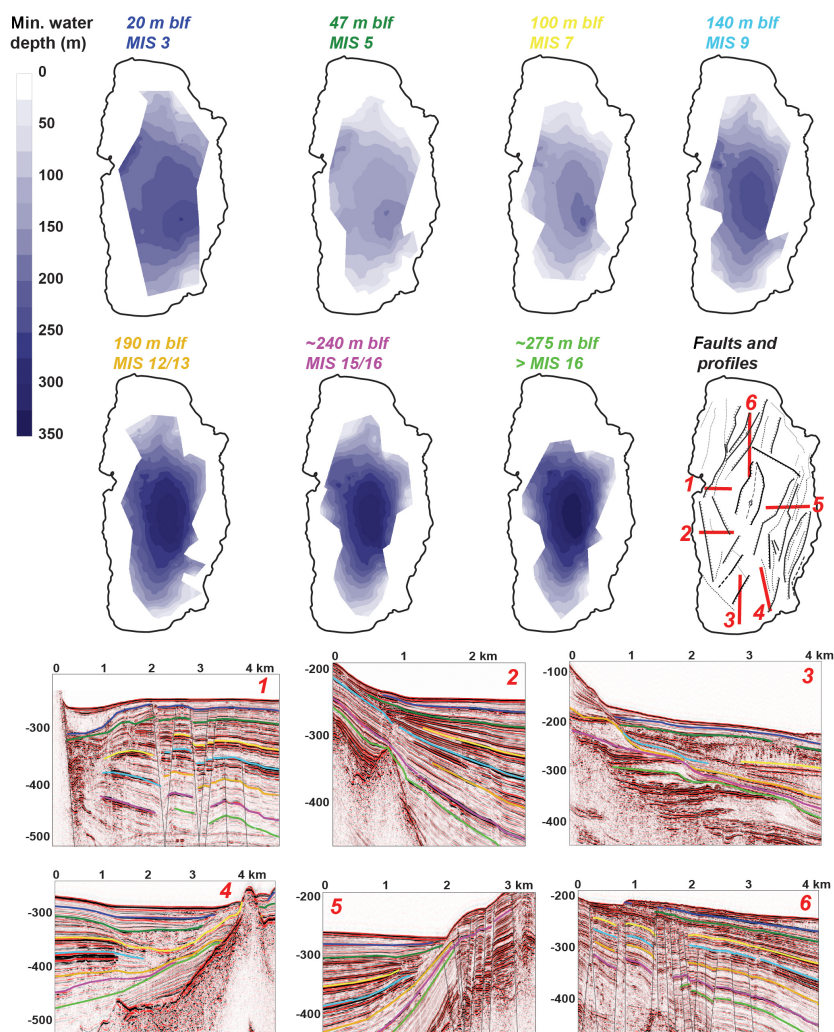 Min. water
depth (m)
20 m blf
MIS 3
47 m blf
MIS 5
100 m blf
MIS 7
140 m blf
MIS 9
0
50
100
150
200
250
300
350
190 m blf
MIS 12/13
~240 m blf
MIS 15/16
~275 m blf
> MIS 16
Faults and
profiles
6
1
5
2
3
4
0 1 2 3 4 km
1
-300
-400
-500
0 1 2 km
2
-200
-300
-400
0 1 2 3 4 km
3
-100
-200
-300
-400
0 1 2 3 4 km
4
-300
-400
-500
0 1 2 3 km
5
-200
-300
-400
0 1 2 3 4 km
6
-200
-300
-400